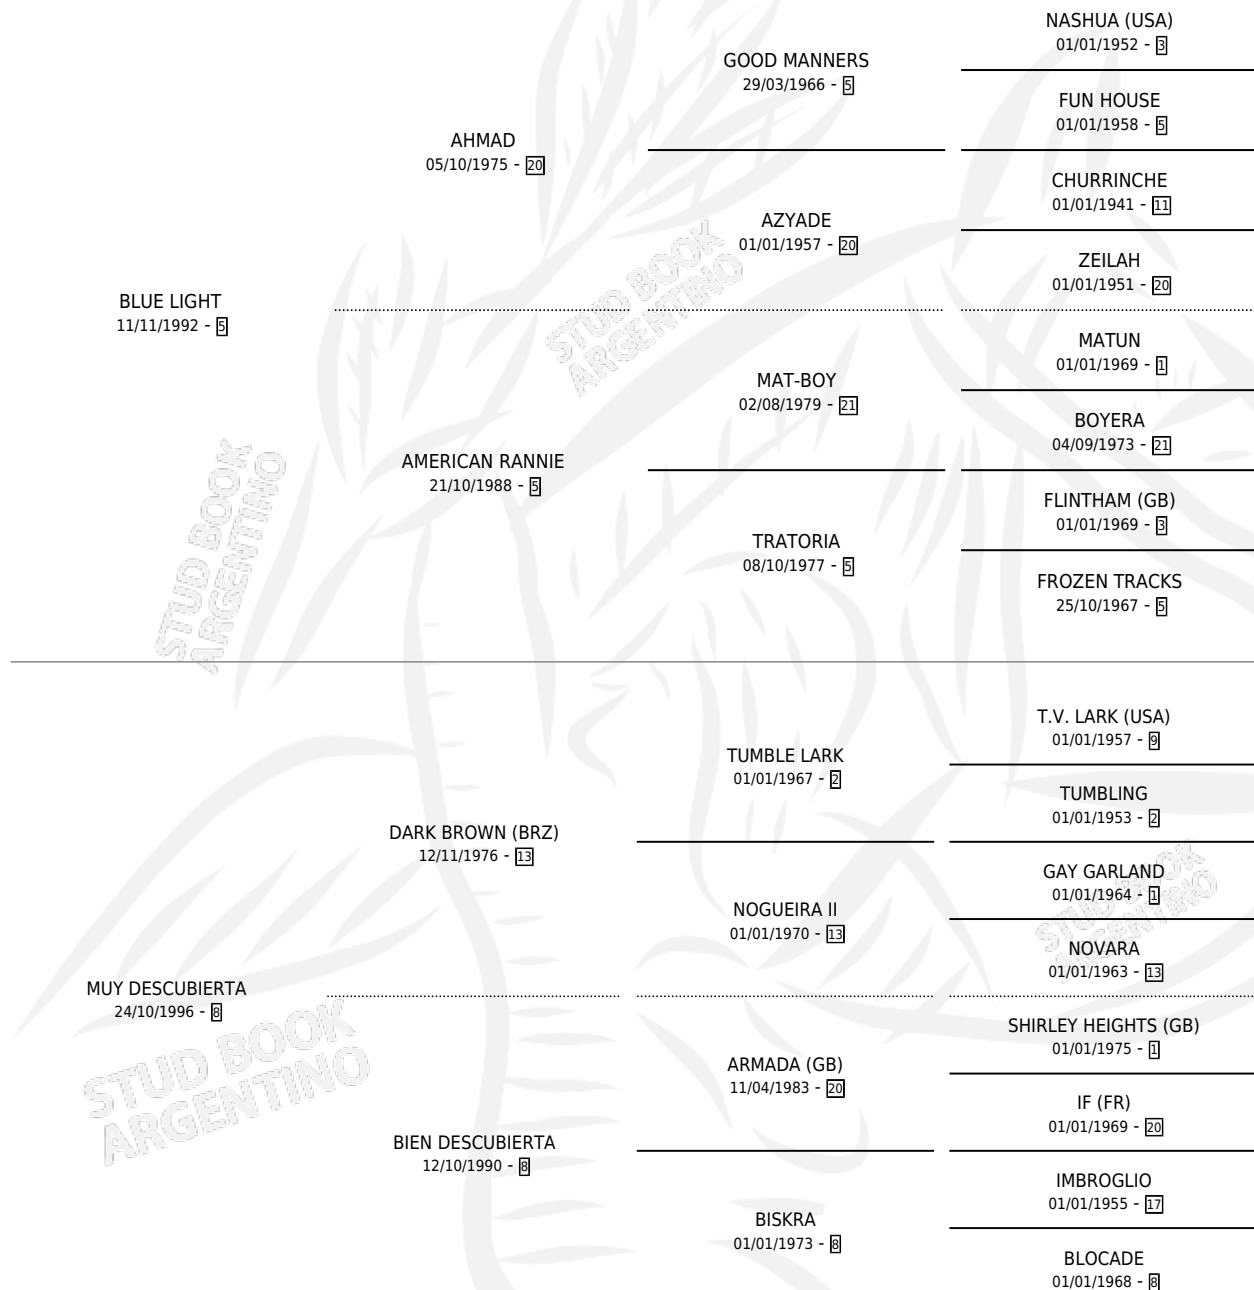 NASHUA (USA)
01/01/1952 - 3
GOOD MANNERS
29/03/1966 - 5
FUN HOUSE
01/01/1958 - 5
AHMAD
05/10/1975 - 20
CHURRINCHE
01/01/1941 - 11
AZYADE
01/01/1957 - 20
ZEILAH
01/01/1951 - 20
BLUE LIGHT
11/11/1992 - 5
STUD BOOK
ARGENTINO
MATUN
01/01/1969 - 1
MAT-BOY
02/08/1979 - 21
BOYERA
04/09/1973 - 21
AMERICAN RANNIE
21/10/1988 - 5
FLINTHAM (GB)
01/01/1969 - 3
TRATORIA
08/10/1977 - 5
FROZEN TRACKS
25/10/1967 - 5
STUD BOOK
ARGENTINO
T.V. LARK (USA)
01/01/1957 - 9
TUMBLE LARK
01/01/1967 - 2
TUMBLING
01/01/1953 - 2
DARK BROWN (BRZ)
12/11/1976 - 13
GAY GARLAND
01/01/1964 - 1
NOGUEIRA II
01/01/1970 - 13
STUD BOOK
ARGENTINO
NOVARA
01/01/1963 - 13
MUY DESCUBIERTA
24/10/1996 - 8
STUD BOOK
ARGENTINO
SHIRLEY HEIGHTS (GB)
01/01/1975 - 1
ARMADA (GB)
11/04/1983 - 20
IF (FR)
01/01/1969 - 20
BIEN DESCUBIERTA
12/10/1990 - 8
IMBROGLIO
01/01/1955 - 17
BISKRA
01/01/1973 - 8
BLOCADE
01/01/1968 - 8